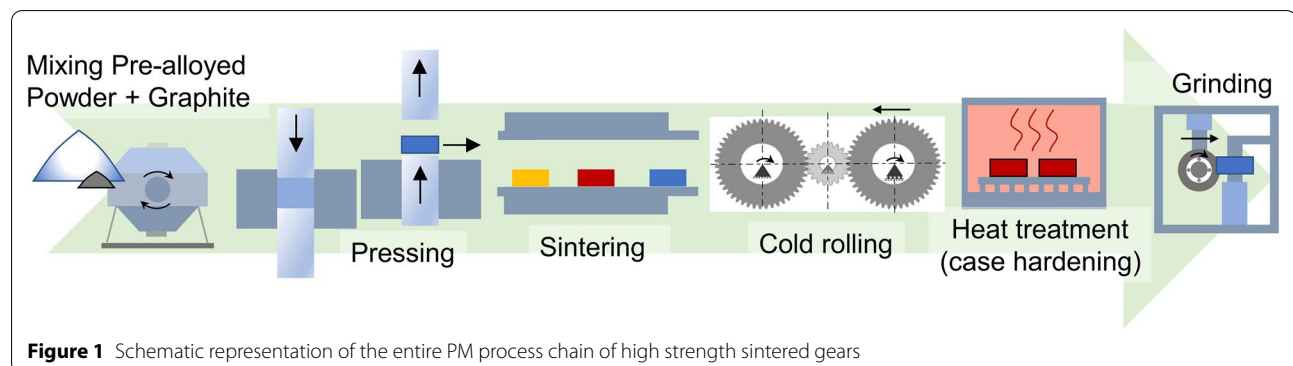 Mixing Pre-alloyed
Powder + Graphite
Pressing
Sintering
Cold rolling
Heat treatment
(case hardening)
Grinding
Figure 1 Schematic representation of the entire PM process chain of high strength sintered gears